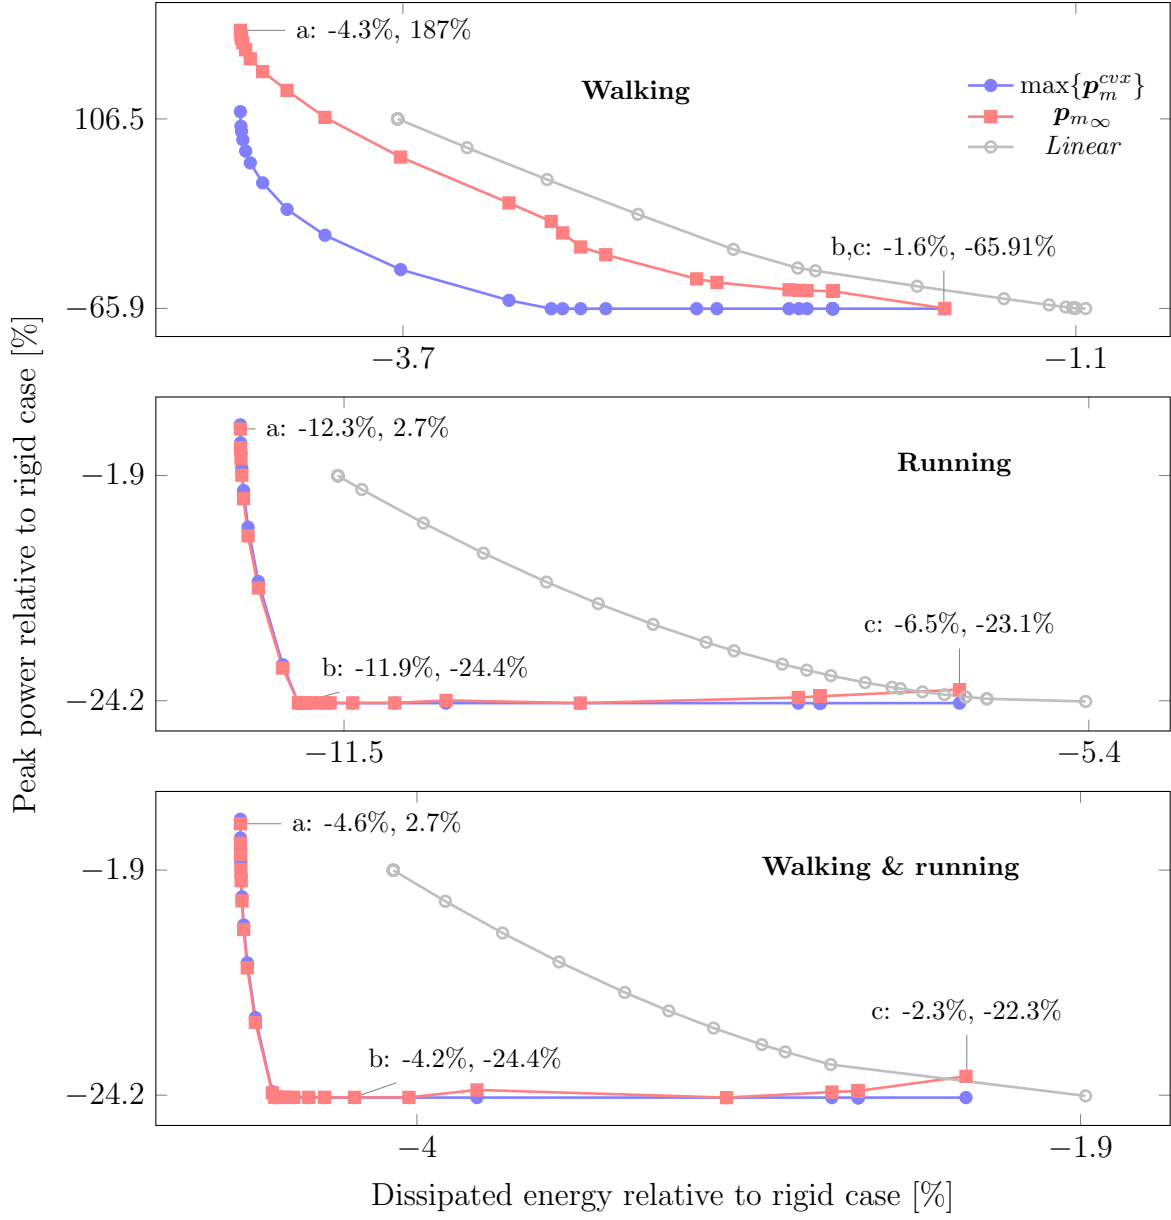 a: -4.3%, 187%
Walking
max{p_m^{cvx}}
p_{m_∞}
Linear
106.5
b,c: -1.6%, -65.91%
−65.9
−3.7
−1.1
a: -12.3%, 2.7%
Running
−1.9
c: -6.5%, -23.1%
b: -11.9%, -24.4%
−24.2
−11.5
−5.4
a: -4.6%, 2.7%
Walking & running
−1.9
c: -2.3%, -22.3%
b: -4.2%, -24.4%
−24.2
−4
−1.9
Peak power relative to rigid case [%]
Dissipated energy relative to rigid case [%]